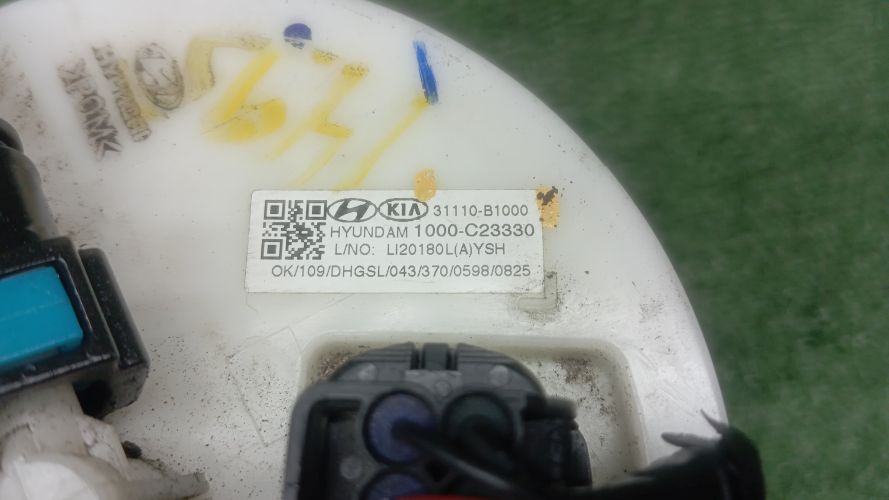 KIA 31110-B1000
HYUNDAM 1000-C23330
L/NO: LI20180L(A)YSH
OK/109/DHGSL/043/370/0598/0825